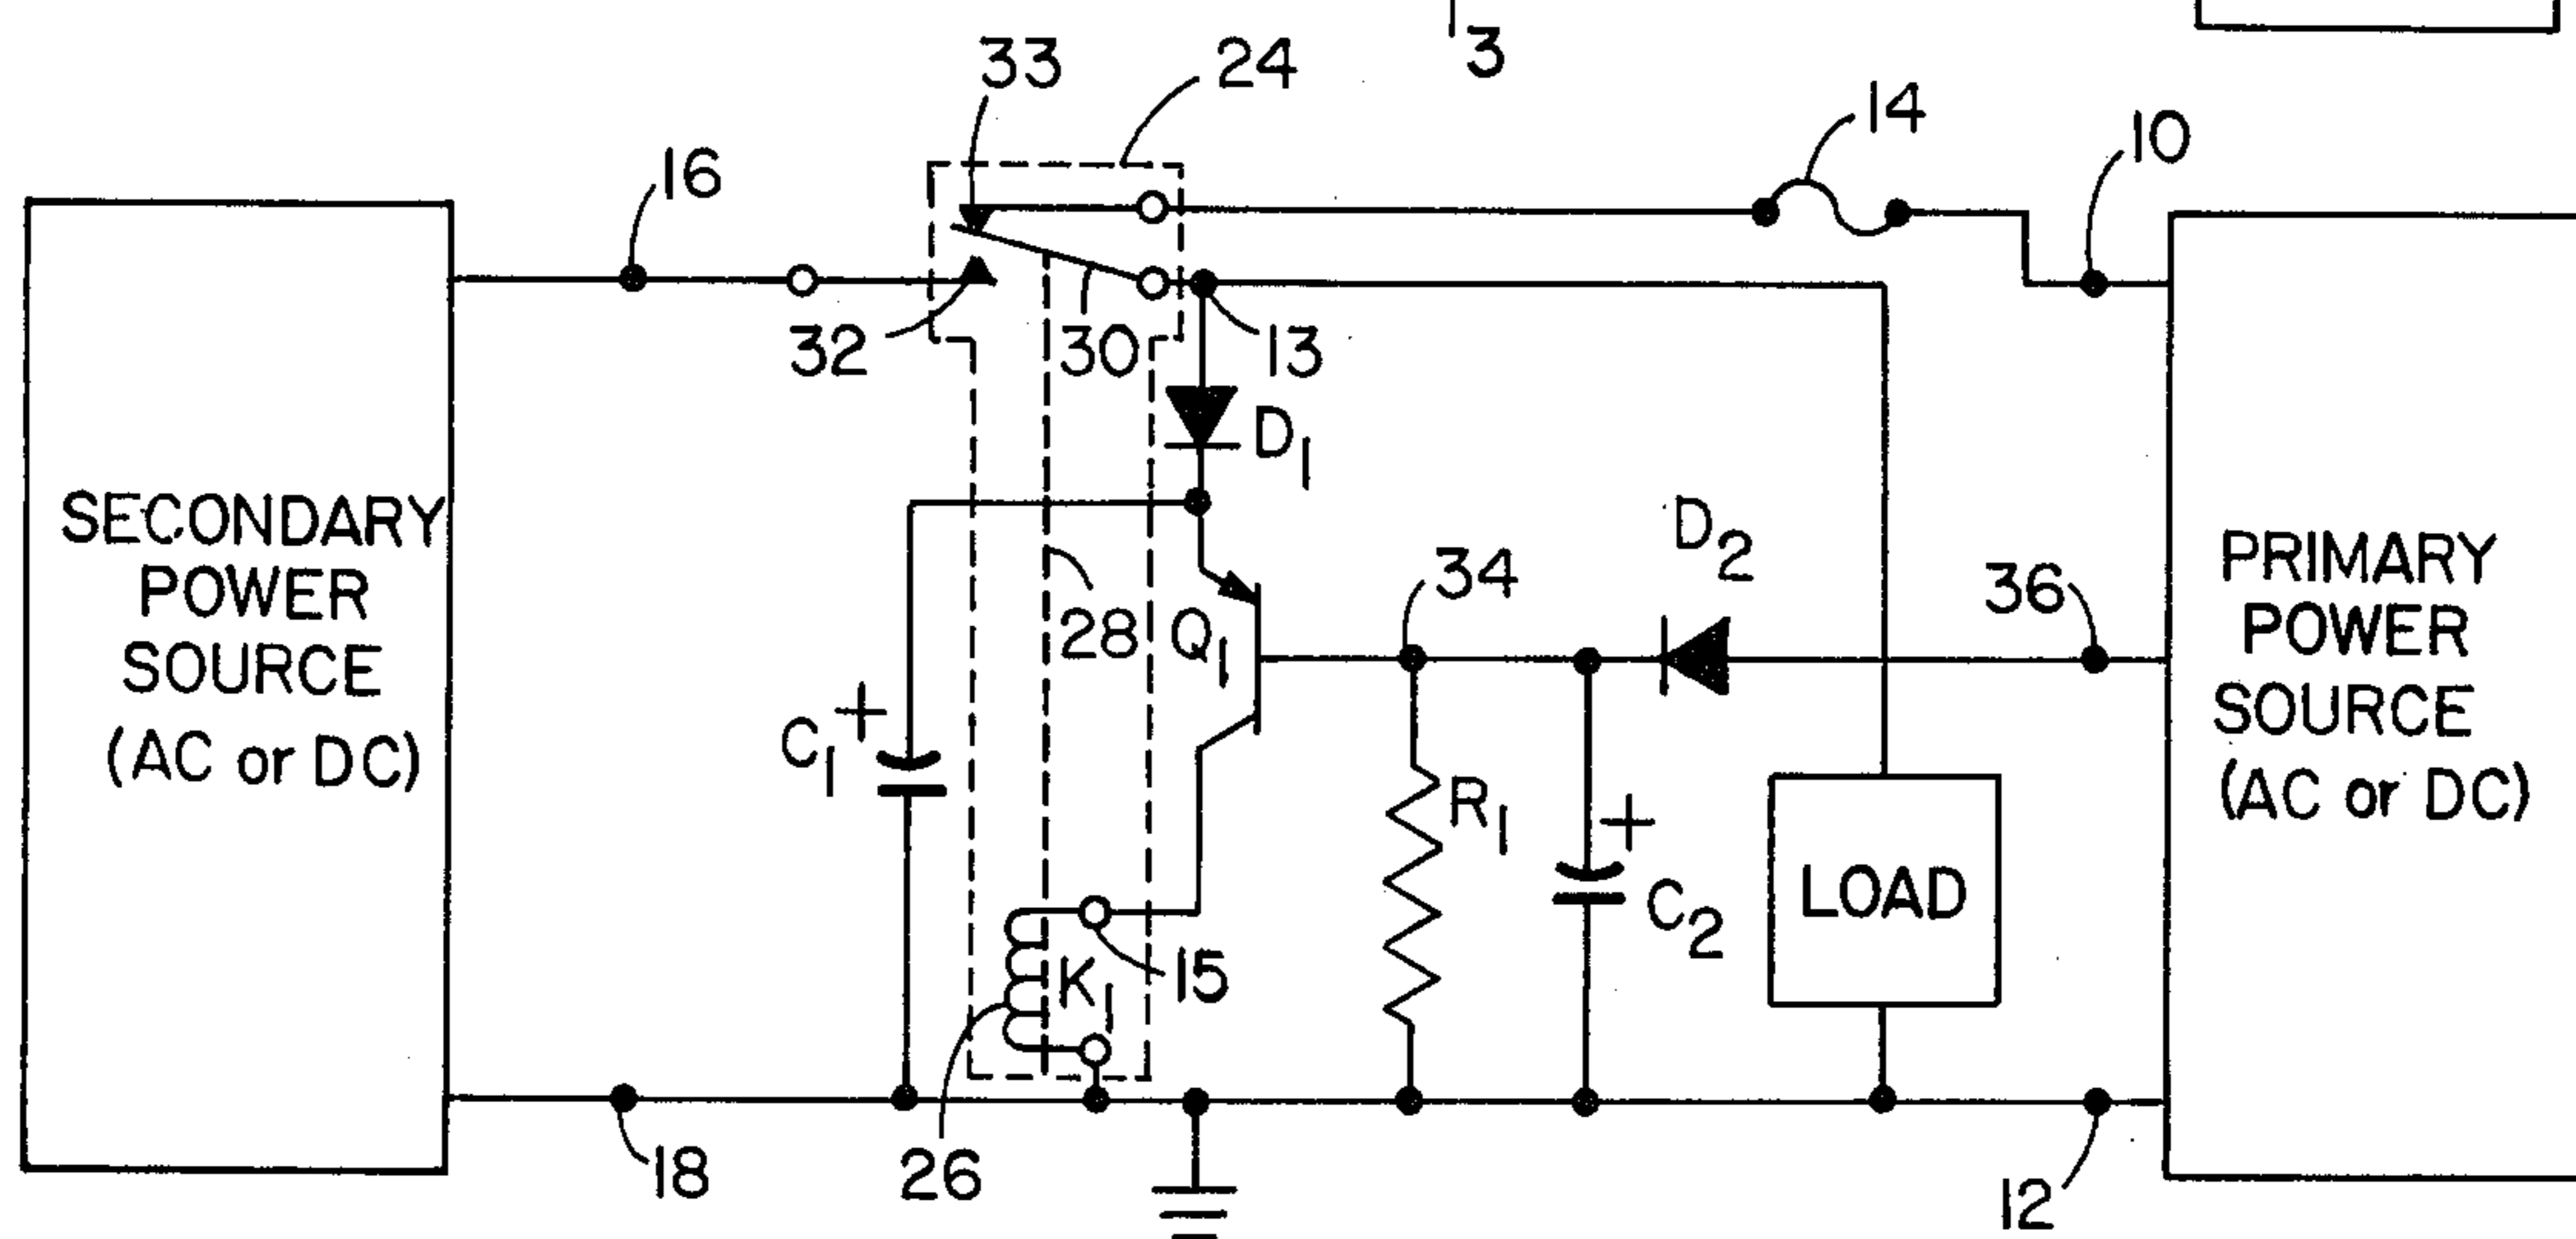 3
33
24
14
10
16
32
30
13
D1
SECONDARY
POWER
SOURCE
(AC or DC)
28
Q1
34
D2
36
PRIMARY
POWER
SOURCE
(AC or DC)
C1
+
R1
+
C2
LOAD
K1
15
26
18
12